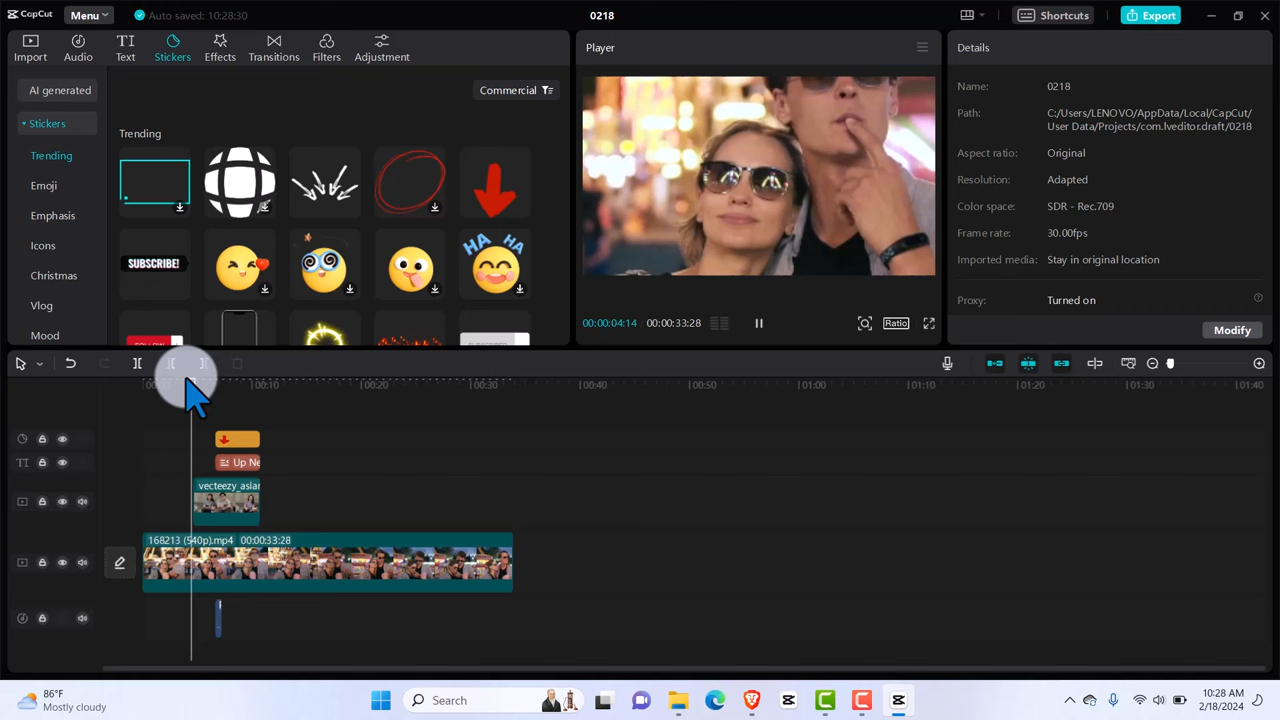 CapCut
Menu
Auto saved: 10:28:30
0218
Shortcuts
Export
Import
Audio
Text
Stickers
Effects
Transitions
Filters
Adjustment
Player
Details
AI generated
Stickers
Trending
Emoji
Emphasis
Icons
Christmas
Vlog
Mood
Commercial
Trending
SUBSCRIBE!
HA HA
00:00:04:14
00:00:33:28
Ratio
Name:
0218
Path:
C:/Users/LENOVO/AppData/Local/CapCut/
User Data/Projects/com.lveditor.draft/0218
Aspect ratio:
Original
Resolution:
Adapted
Color space:
SDR - Rec.709
Frame rate:
30.00fps
Imported media:
Stay in original location
Proxy:
Turned on
Modify
00:10
00:20
00:30
00:40
00:50
01:00
01:10
01:20
01:30
01:40
TI
Up Ne
vecteezy_asian
168213 (540p).mp4 00:00:33:28
86°F
Mostly cloudy
Search
10:28 AM
2/18/2024